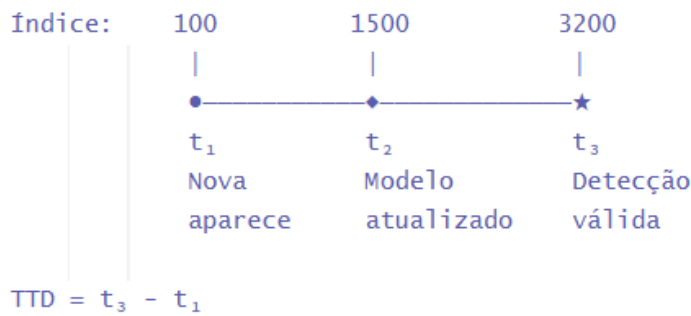 Índice: 100 1500 3200
t₁ t₂ t₃
Nova Modelo Detecção
aparece atualizado válida
TTD = t₃ - t₁